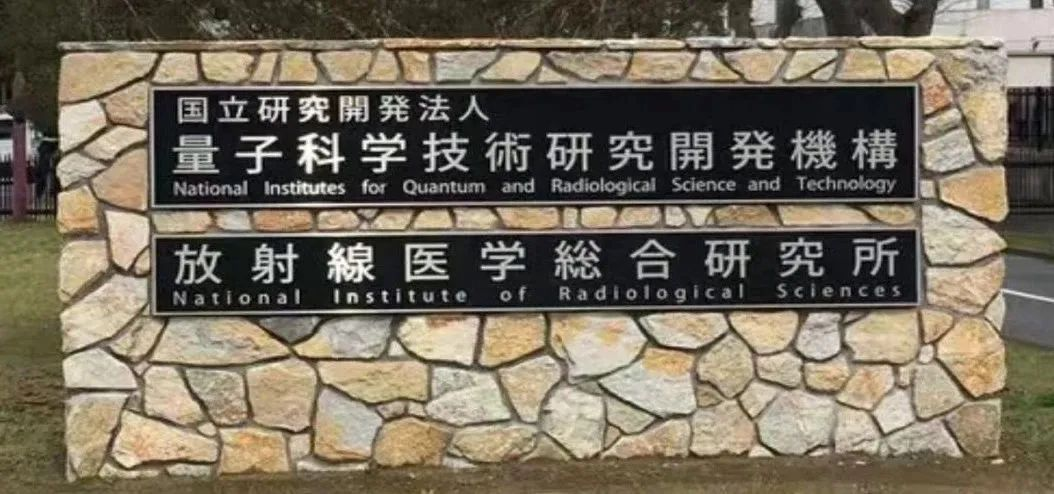 国立研究開発法人
量子科学技術研究開発機構
National Institutes for Quantum and Radiological Science and Technology
放射線医学総合研究所
National Institute of Radiological Sciences